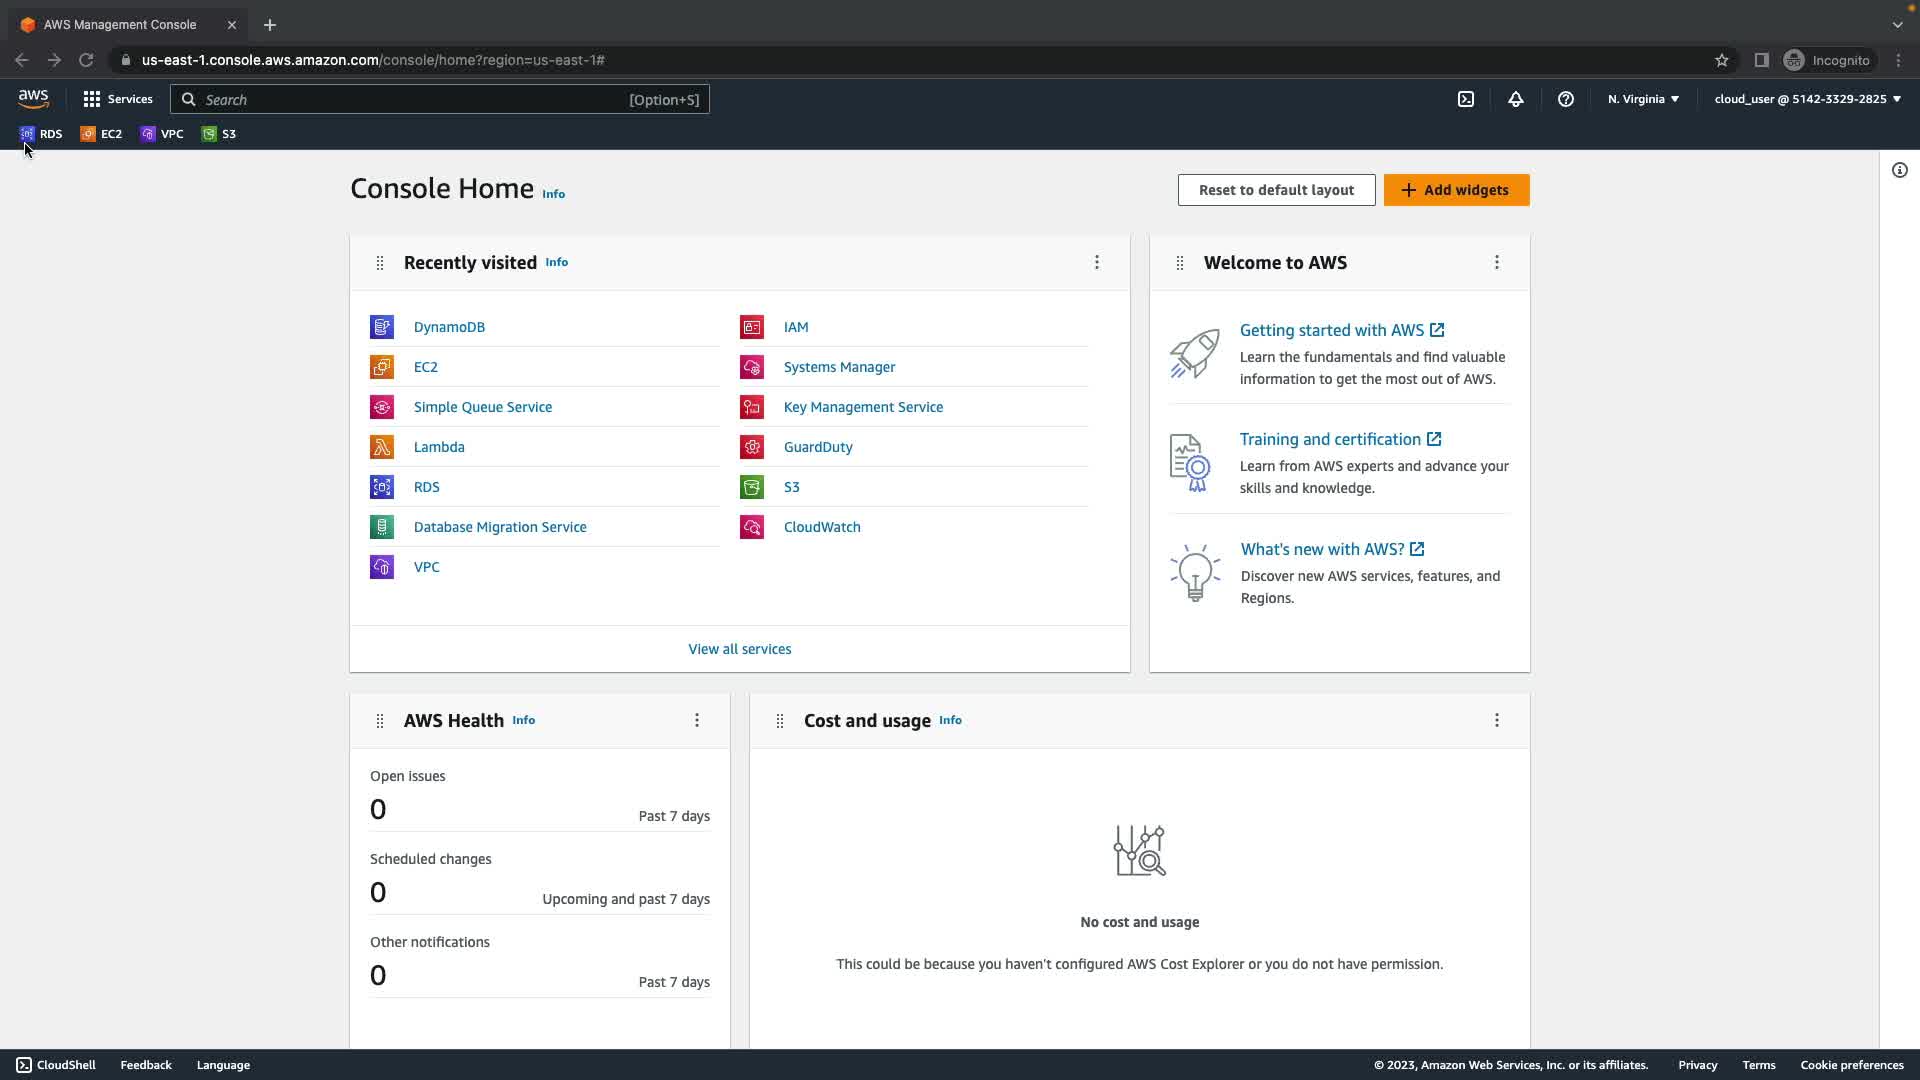 AWS Management Console
us-east-1.console.aws.amazon.com/console/home?region=us-east-1#
Incognito
aws
Services
Search
[Option+S]
N. Virginia
cloud_user @ 5142-3329-2825
RDS
EC2
VPC
S3
Console Home Info
Reset to default layout
Add widgets
Recently visited Info
DynamoDB
EC2
Simple Queue Service
Lambda
RDS
Database Migration Service
VPC
IAM
Systems Manager
Key Management Service
GuardDuty
S3
CloudWatch
View all services
Welcome to AWS
Getting started with AWS
Learn the fundamentals and find valuable
information to get the most out of AWS.
Training and certification
Learn from AWS experts and advance your
skills and knowledge.
What's new with AWS?
Discover new AWS services, features, and
Regions.
AWS Health Info
Open issues
0
Past 7 days
Scheduled changes
0
Upcoming and past 7 days
Other notifications
0
Past 7 days
Cost and usage Info
No cost and usage
This could be because you haven't configured AWS Cost Explorer or you do not have permission.
CloudShell
Feedback
Language
© 2023, Amazon Web Services, Inc. or its affiliates.
Privacy
Terms
Cookie preferences